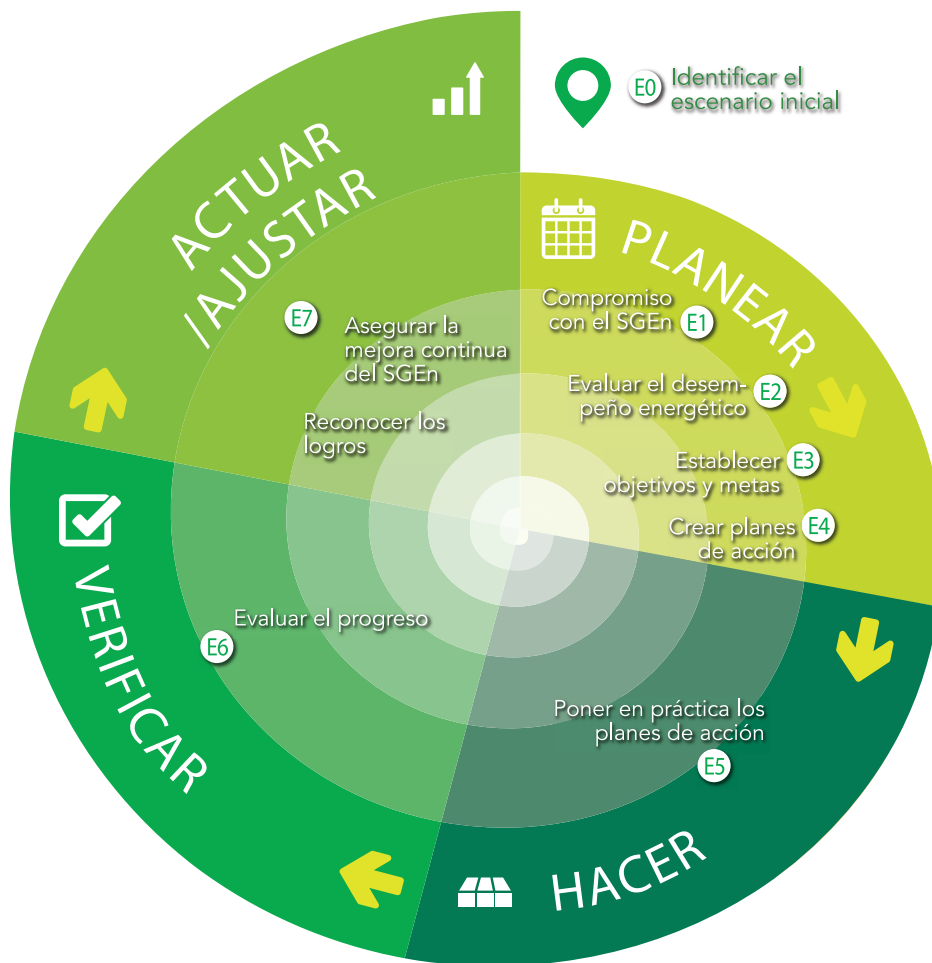 E0 Identificar el
escenario inicial
PLANEAR
Compromiso
con el SGEn E1
Evaluar el desem-
peño energético E2
Establecer E3
objetivos y metas
Crear planes E4
de acción
HACER
Poner en práctica los
planes de acción
E5
VERIFICAR
Evaluar el progreso
E6
ACTUAR
/AJUSTAR
E7
Asegurar la
mejora continua
del SGEn
Reconocer los
logros